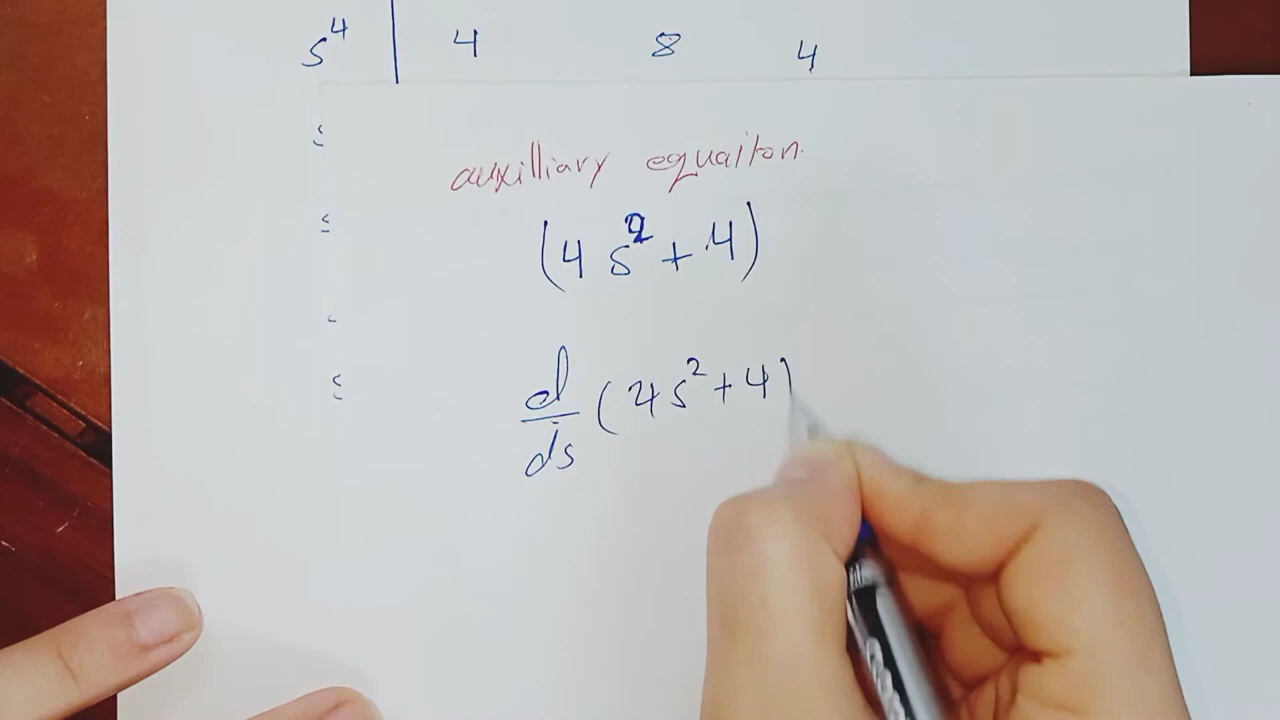 s⁴ | 4 8 4
auxilliary equaiton.
(4 s² + 4)
d/ds (4s² + 4)